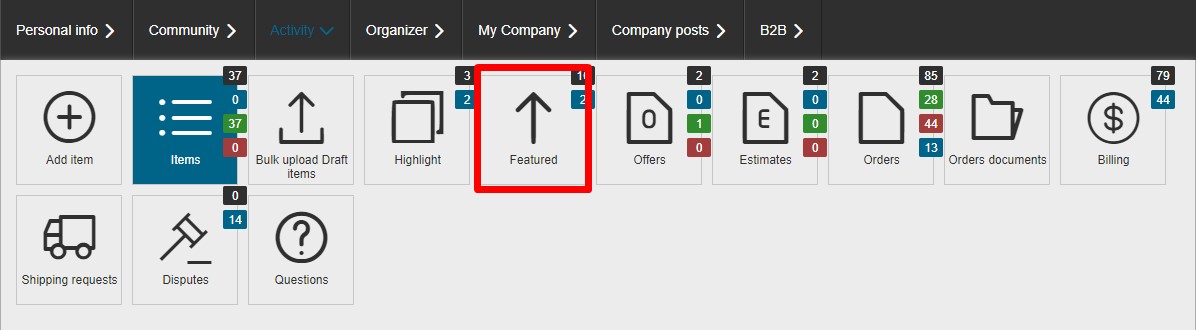 Personal info Community Activity Organizer My Company Company posts B2B
37 3 2 2 2 85 79
0 2 2 0 0 28 44
37 1 0 44
0 0 0 13
O E $
Add item Items Bulk upload Draft Highlight Featured Offers Estimates Orders Orders documents Billing
items
0
14
?
Shipping requests Disputes Questions